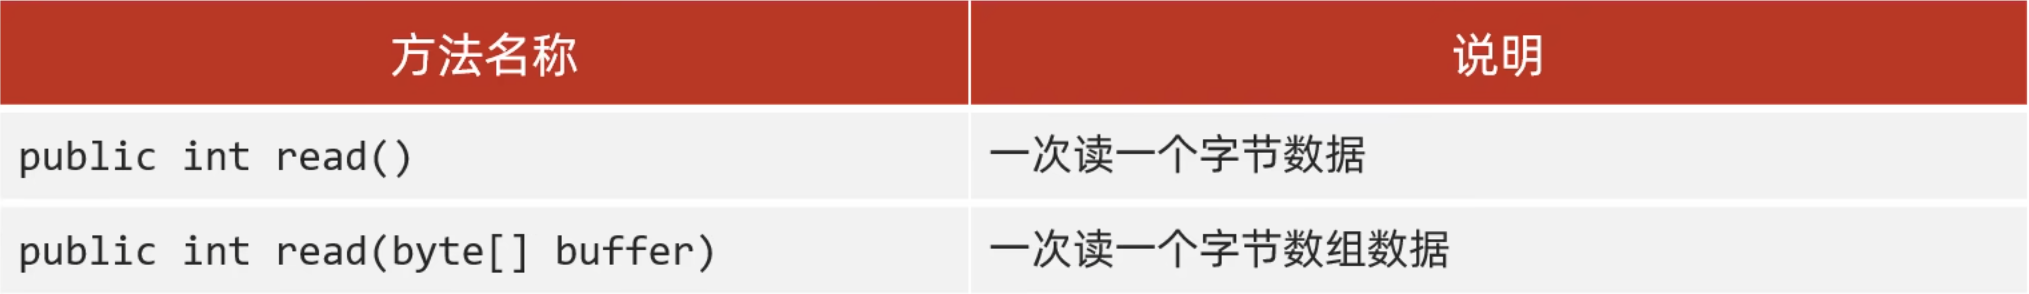 方法名称 说明
public int read() 一次读一个字节数据
public int read(byte[] buffer) 一次读一个字节数组数据